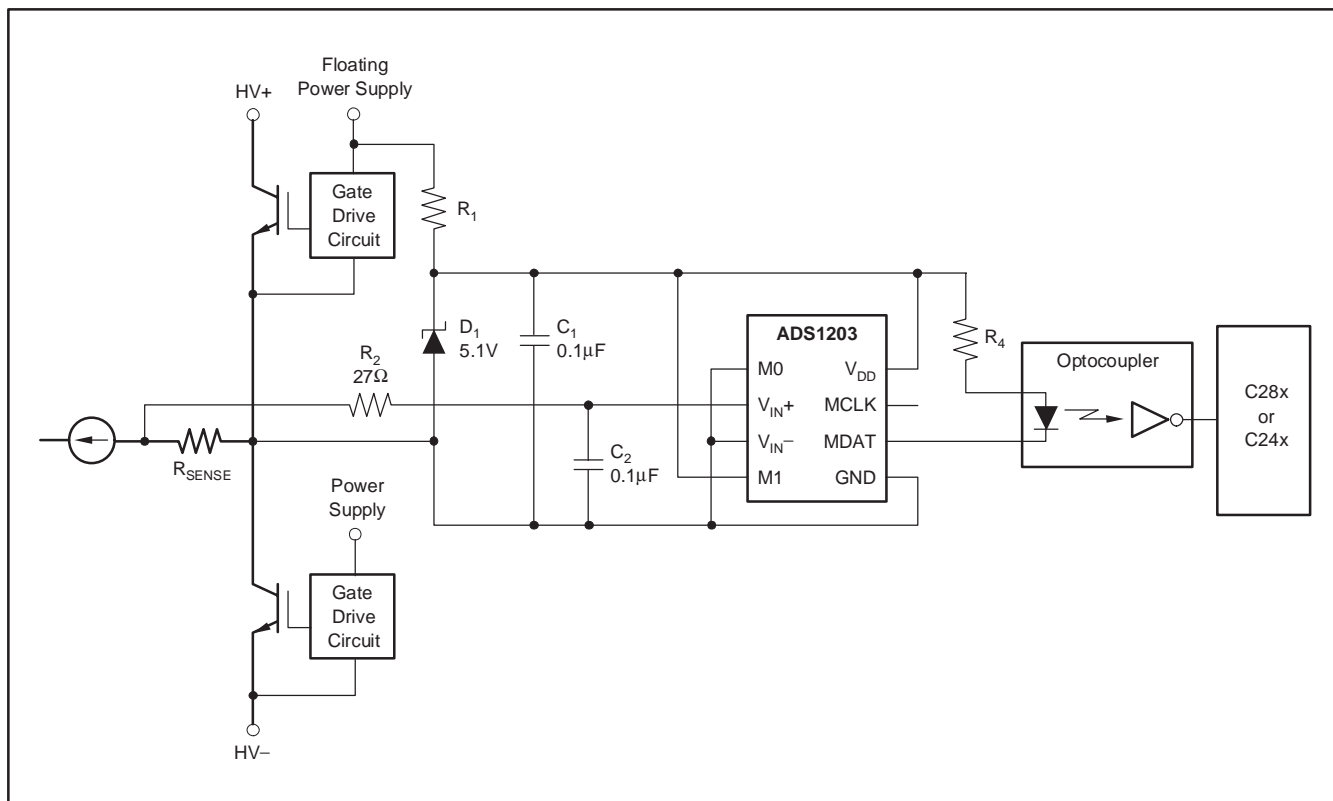 Floating
Power Supply
HV+
Gate
Drive
Circuit
R1
D1
5.1V
C1
0.1μF
R2
27Ω
RSENSE
C2
0.1μF
Power
Supply
Gate
Drive
Circuit
HV−
ADS1203
M0
VDD
VIN+
MCLK
VIN−
MDAT
M1
GND
R4
Optocoupler
C28x
or
C24x